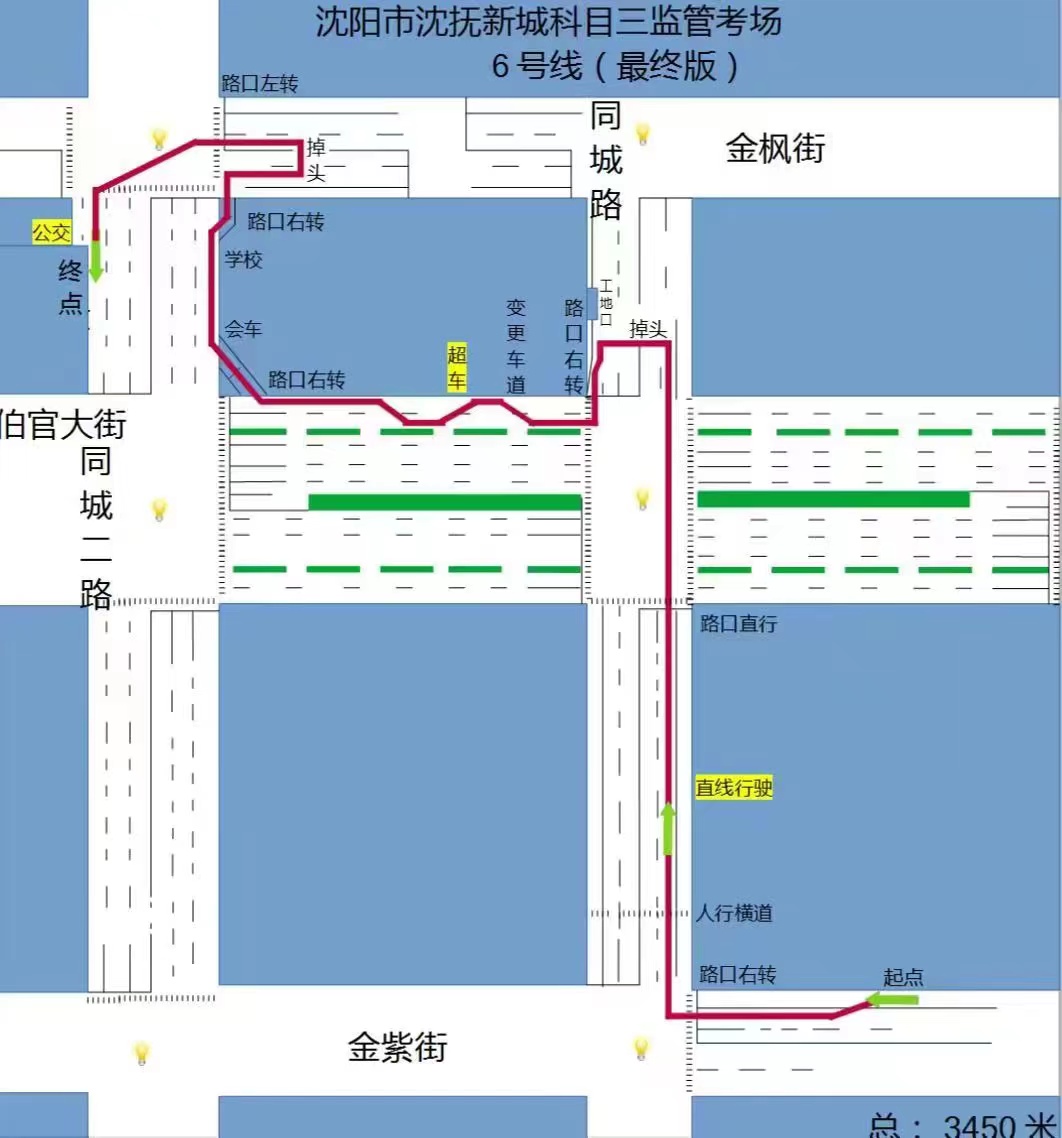 沈阳市沈抚新城科目三监管考场
6号线（最终版）
路口左转
掉头
同城路
金枫街
公交
终点
路口右转
学校
会车
路口右转
超车
变更车道
路口右转
工地口
掉头
伯官大街
同城二路
路口直行
直线行驶
人行横道
路口右转
起点
金紫街
总：3450米